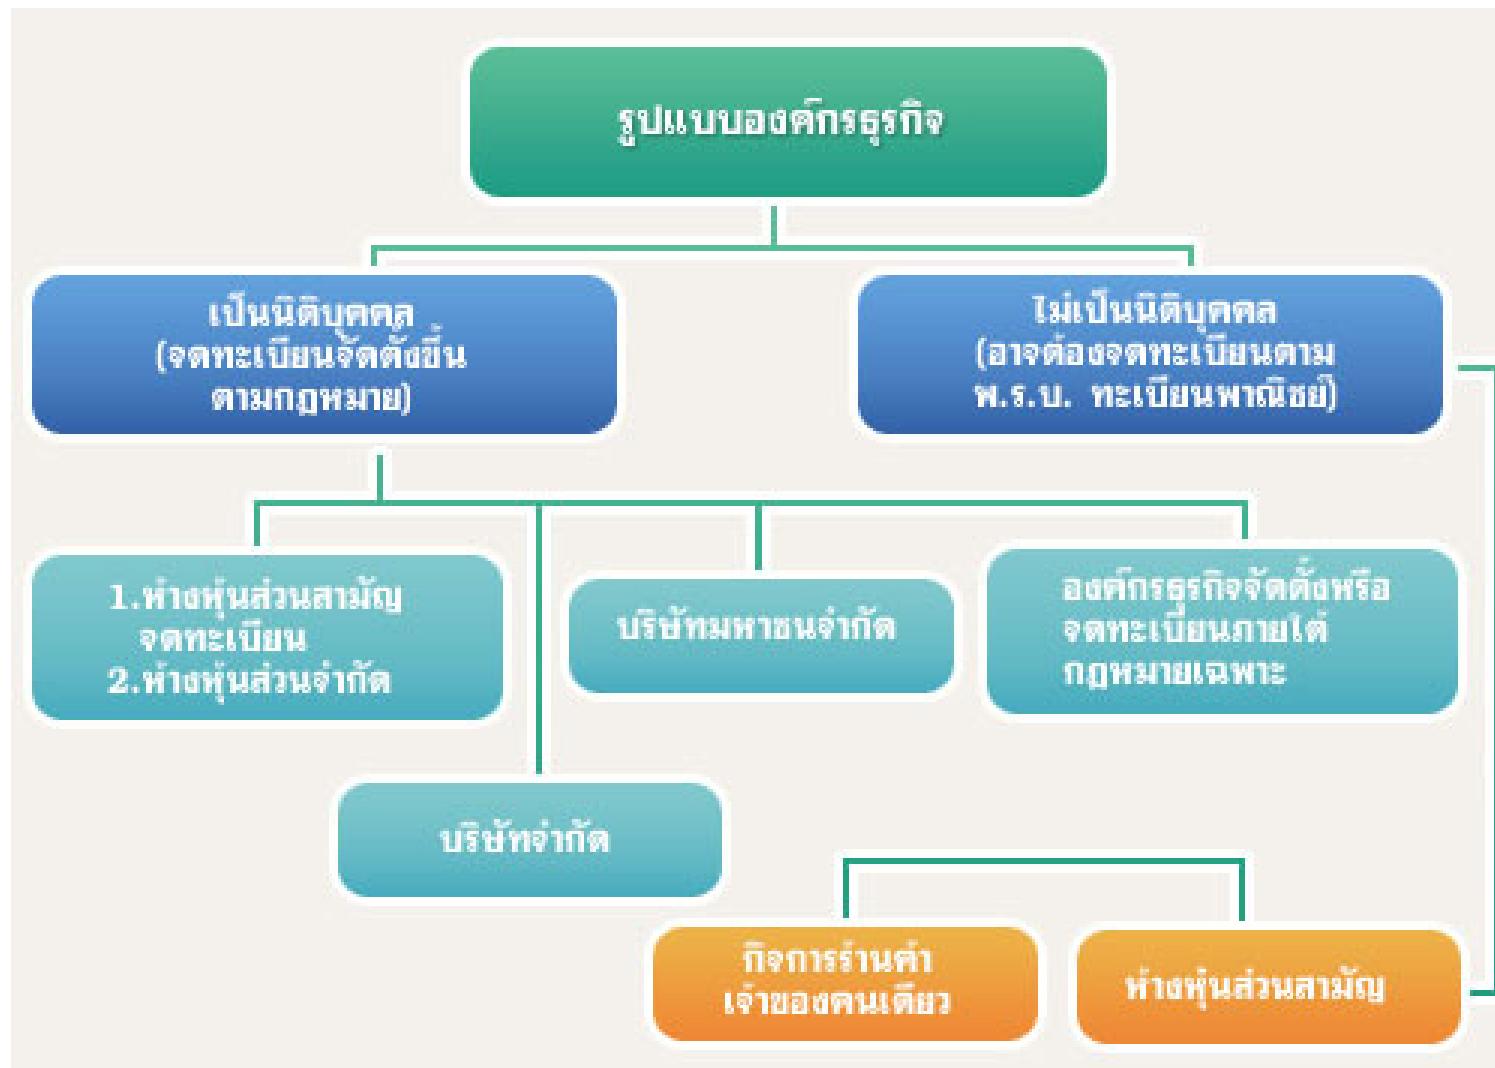 รูปแบบองค์กรธุรกิจ
เป็นนิติบุคคล
(จดทะเบียนจัดตั้งขึ้น
ตามกฎหมาย)
ไม่เป็นนิติบุคคล
(อาจต้องจดทะเบียนตาม
พ.ร.บ. ทะเบียนพาณิชย์)
1.ห้างหุ้นส่วนสามัญ
จดทะเบียน
2.ห้างหุ้นส่วนจำกัด
บริษัทมหาชนจำกัด
องค์กรธุรกิจจัดตั้งหรือ
จดทะเบียนภายใต้
กฎหมายเฉพาะ
บริษัทจำกัด
กิจการร้านค้า
เจ้าของคนเดียว
ห้างหุ้นส่วนสามัญ